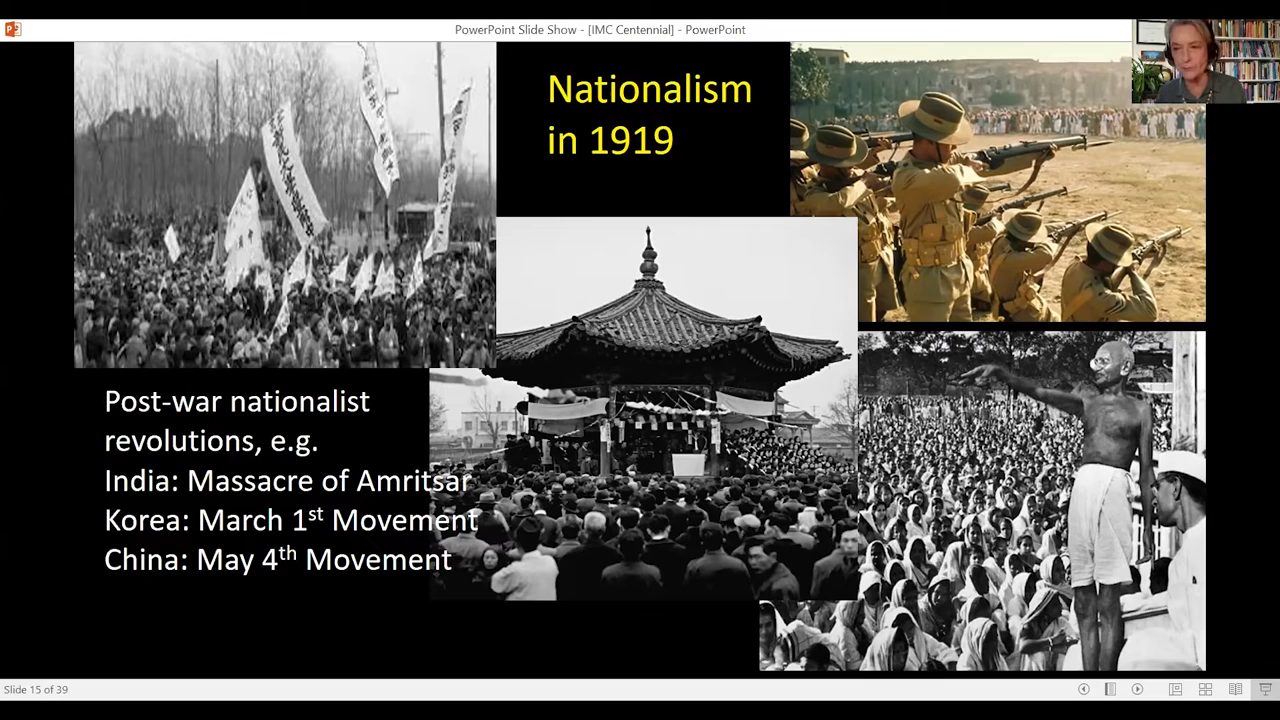 PowerPoint Slide Show - [IMC Centennial] - PowerPoint
Nationalism
in 1919
Post-war nationalist
revolutions, e.g.
India: Massacre of Amritsar
Korea: March 1st Movement
China: May 4th Movement
Slide 15 of 39